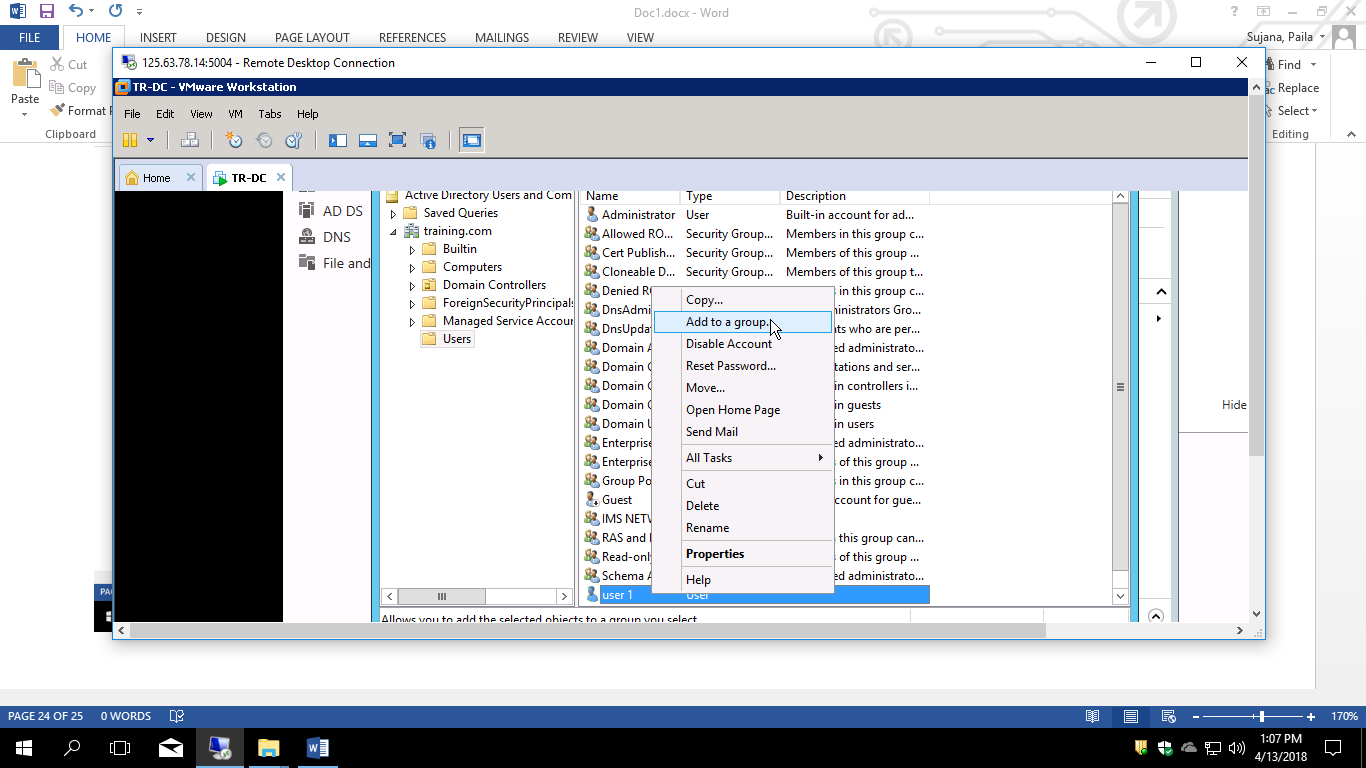 Doc1.docx - Word
?
FILE HOME INSERT DESIGN PAGE LAYOUT REFERENCES MAILINGS REVIEW VIEW Sujana, Paila
Cut
Copy
Format
Paste
Clipboard
Find
Replace
Select
Editing
125.63.78.14:5004 - Remote Desktop Connection
TR-DC - VMware Workstation
File Edit View VM Tabs Help
Home TR-DC
AD DS
DNS
File and
Active Directory Users and Com
Saved Queries
training.com
Builtin
Computers
Domain Controllers
ForeignSecurityPrincipals
Managed Service Accour
Users
Name Type Description
Administrator User Built-in account for ad...
Allowed RO... Security Group... Members in this group c...
Cert Publish... Security Group... Members of this group ...
Cloneable D... Security Group... Members of this group t...
Denied R in this group c...
DnsAdmi ministrators Gro...
DnsUpda ts who are per...
Domain A ed administrato...
Domain C tations and ser...
Domain C in controllers i...
Domain G in guests
Domain U in users
Enterprise ed administrato...
Enterprise of this group ...
Group Po in this group c...
Guest account for gue...
IMS NETW
RAS and this group can...
Read-only of this group ...
Schema A ed administrato...
user 1 User
Copy...
Add to a group...
Disable Account
Reset Password...
Move...
Open Home Page
Send Mail
All Tasks
Cut
Delete
Rename
Properties
Help
Hide
Allows you to add the selected objects to a group you select.
PAGE 24 OF 25 0 WORDS 170%
1:07 PM
4/13/2018